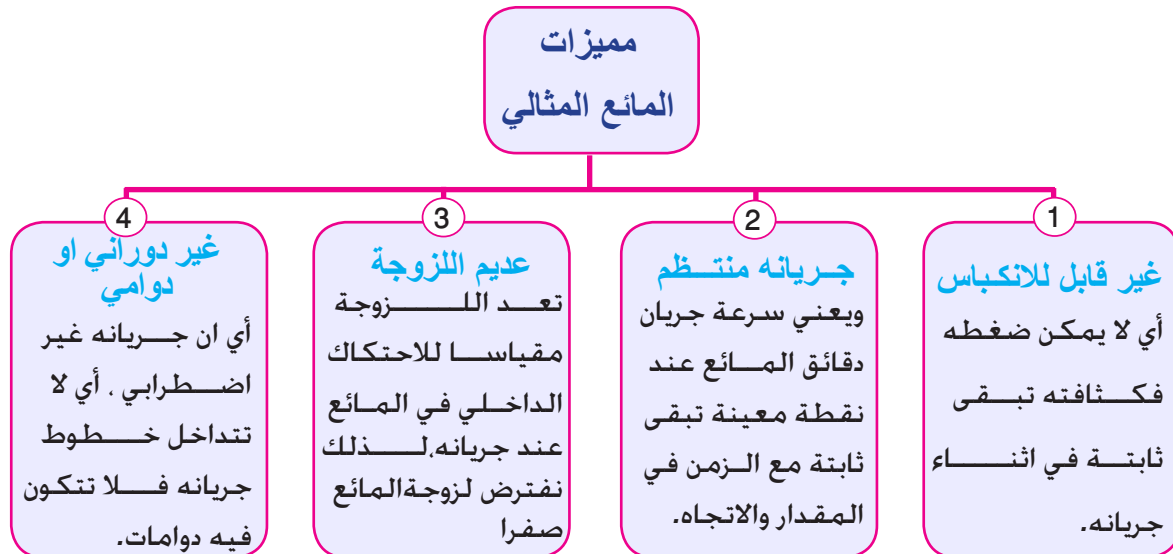 مميزات
المائع المثالي
1
غير قابل للانكباس
أي لا يمكن ضغطه
فكثافته تبقى
ثابتة في اثناء
جريانه.
2
جريانه منتظم
ويعني سرعة جريان
دقائق المائع عند
نقطة معينة تبقى
ثابتة مع الزمن في
المقدار والاتجاه.
3
عديم اللزوجة
تعد اللزوجة
مقياسا للاحتكاك
الداخلي في المائع
عند جريانه,لذلك
نفترض لزوجةالمائع
صفرا
4
غير دوراني او
دوامي
أي ان جريانه غير
اضطرابي ، أي لا
تتداخل خطوط
جريانه فلا تتكون
فيه دوامات.